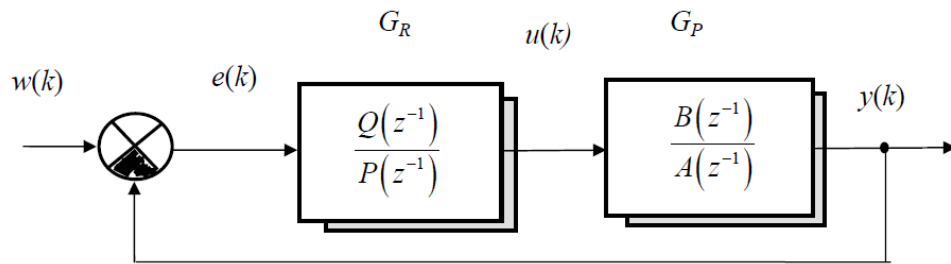 G_R
u(k)
G_P
w(k)
e(k)
y(k)
Q(z^{-1})
P(z^{-1})
B(z^{-1})
A(z^{-1})